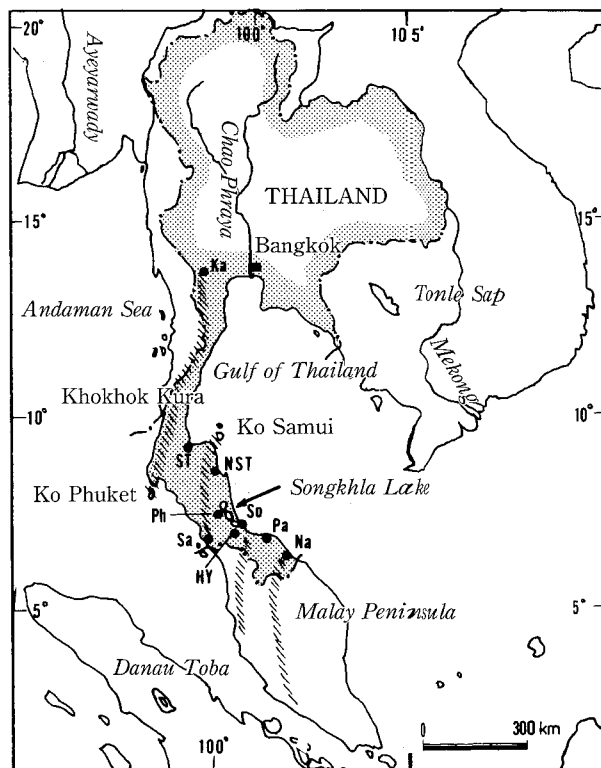 20°
100°
105°
Ayeyarwady
Chao Phraya
THAILAND
15°
15°
Bangkok
Ka
Andaman Sea
Tonle Sap
Mekong
Gulf of Thailand
Khokhok Kura
10°
10°
Ko Samui
ST
NST
Ko Phuket
Songkhla Lake
Ph
So
Pa
Sa
Na
HY
5°
Malay Peninsula
5°
Danau Toba
0
300 km
100°